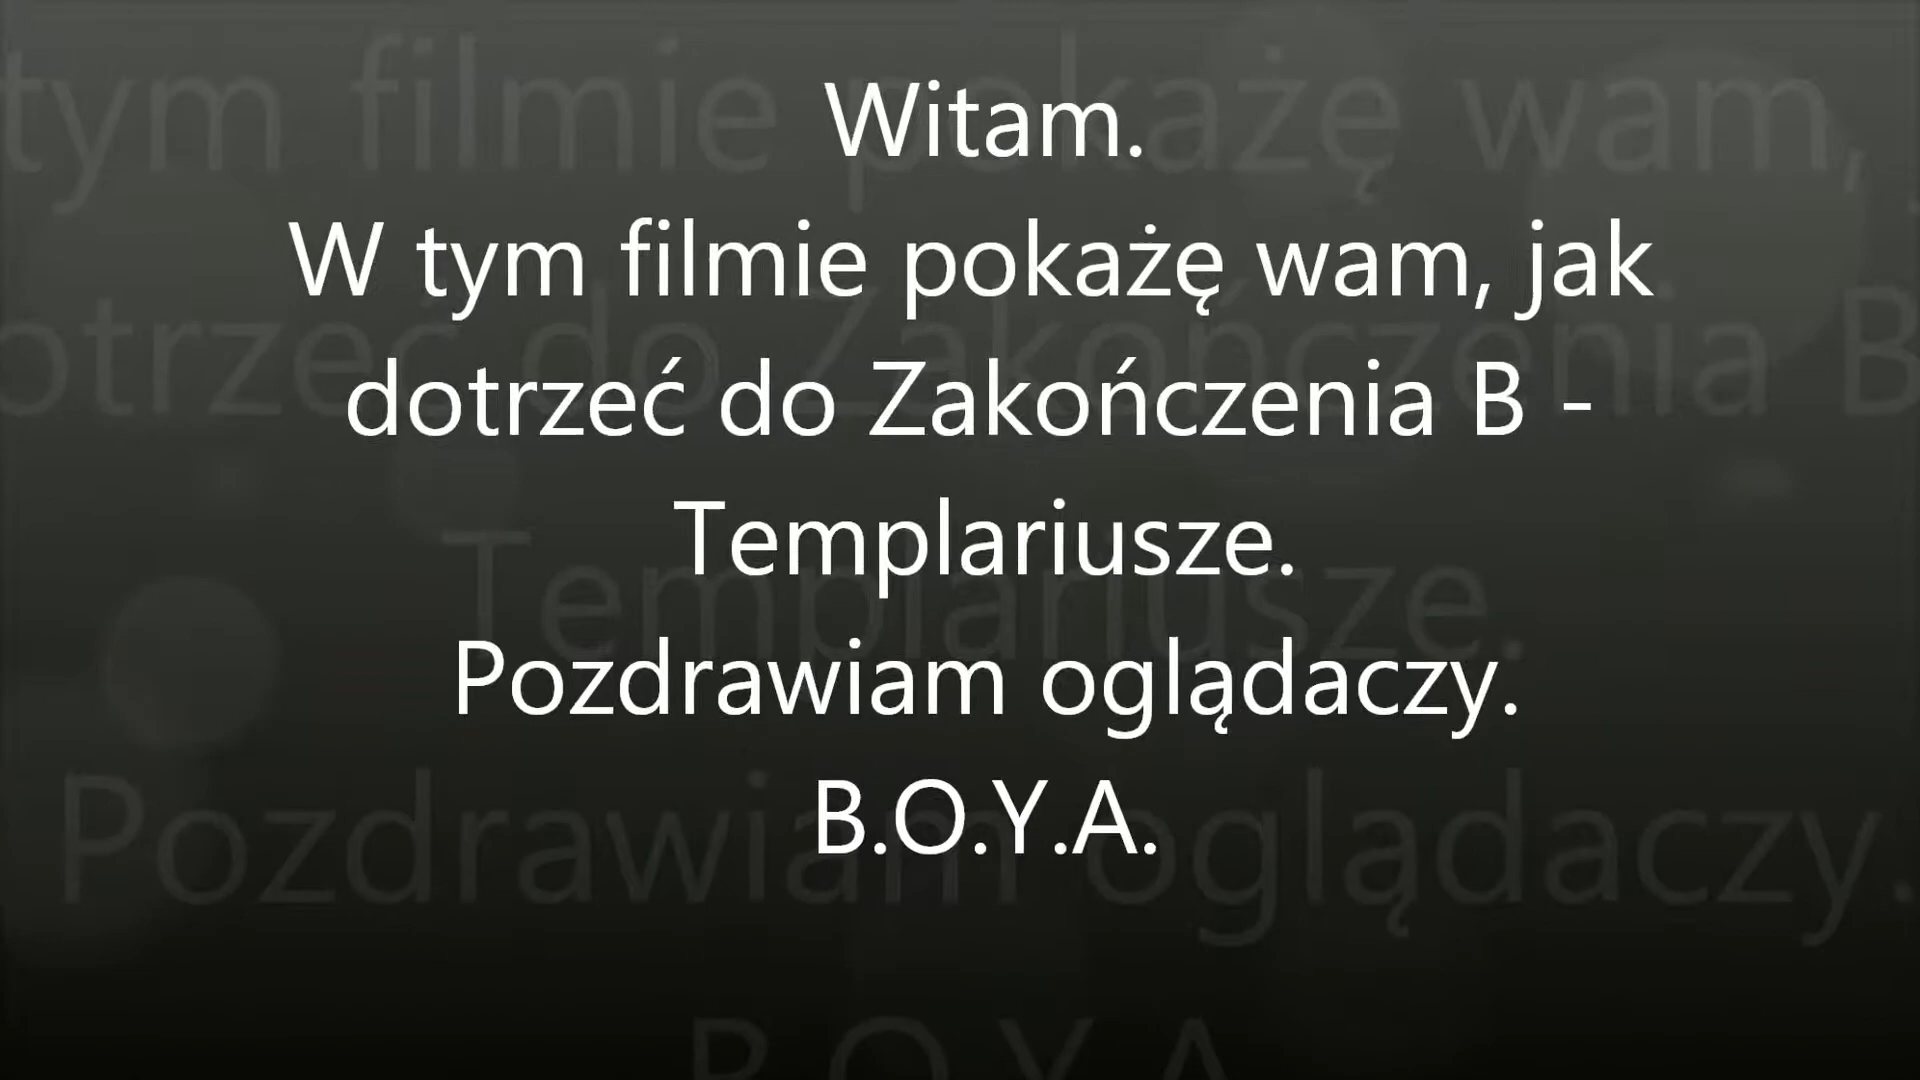 Witam.
W tym filmie pokażę wam, jak
dotrzeć do Zakończenia B -
Templariusze.
Pozdrawiam oglądaczy.
B.O.Y.A.